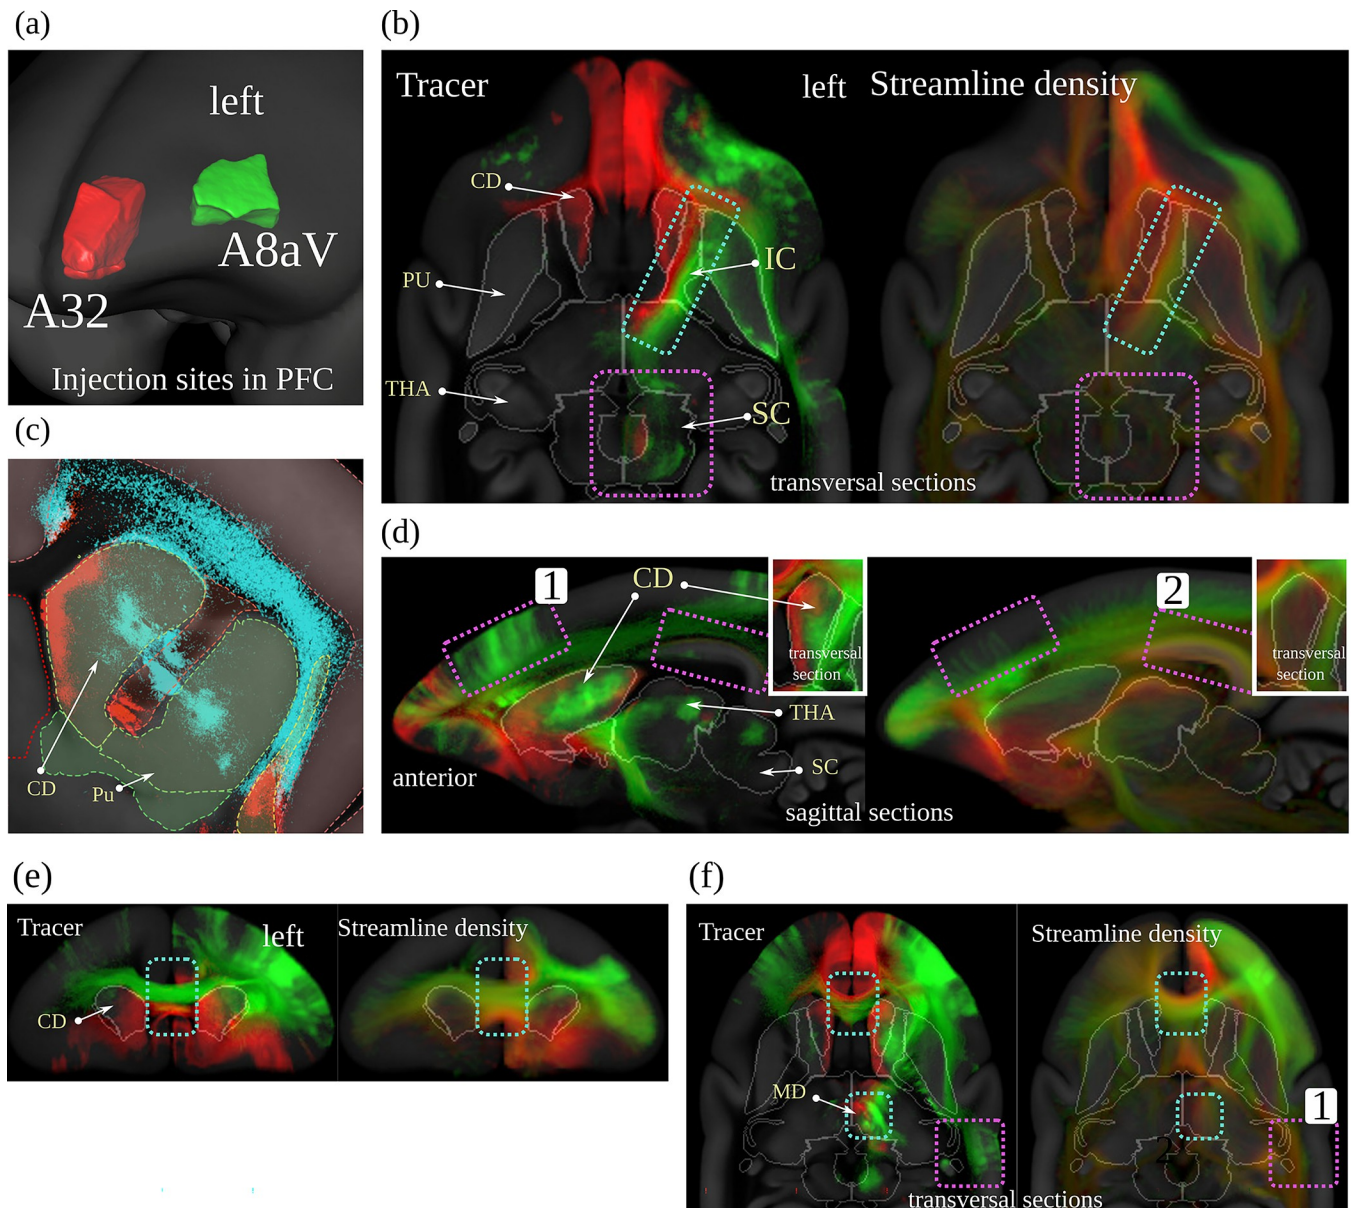 (a)
left
A8aV
A32
Injection sites in PFC
(b)
Tracer
left
Streamline density
CD
IC
PU
THA
SC
transversal sections
(c)
CD
Pu
(d)
1
CD
transversal
section
THA
SC
anterior
2
transversal
section
sagittal sections
(e)
Tracer
left
Streamline density
CD
(f)
Tracer
Streamline density
MD
1
2
transversal sections